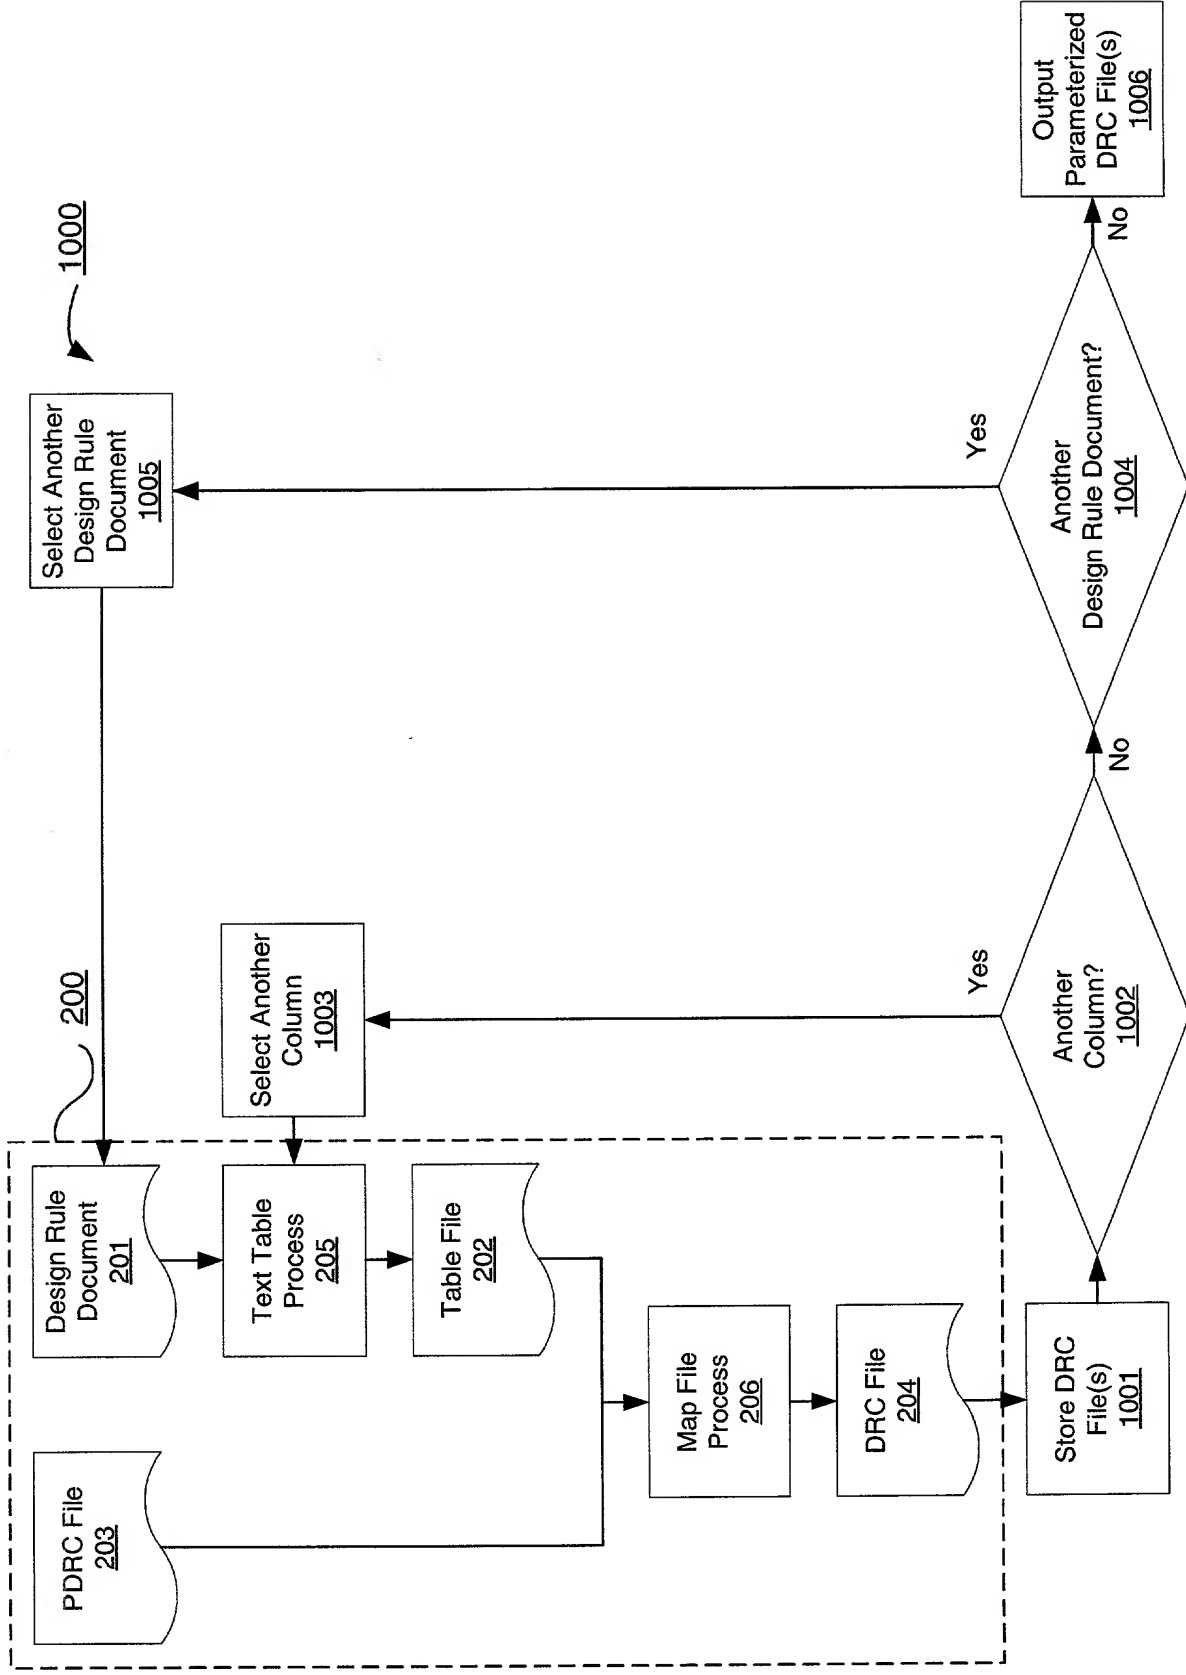 1000
200
PDRC File
203
Design Rule
Document
201
Select Another
Design Rule
Document
1005
Text Table
Process
205
Select Another
Column
1003
Table File
202
Map File
Process
206
DRC File
204
Store DRC
File(s)
1001
Another
Column?
1002
Yes
No
Another
Design Rule Document?
1004
Yes
No
Output
Parameterized
DRC File(s)
1006